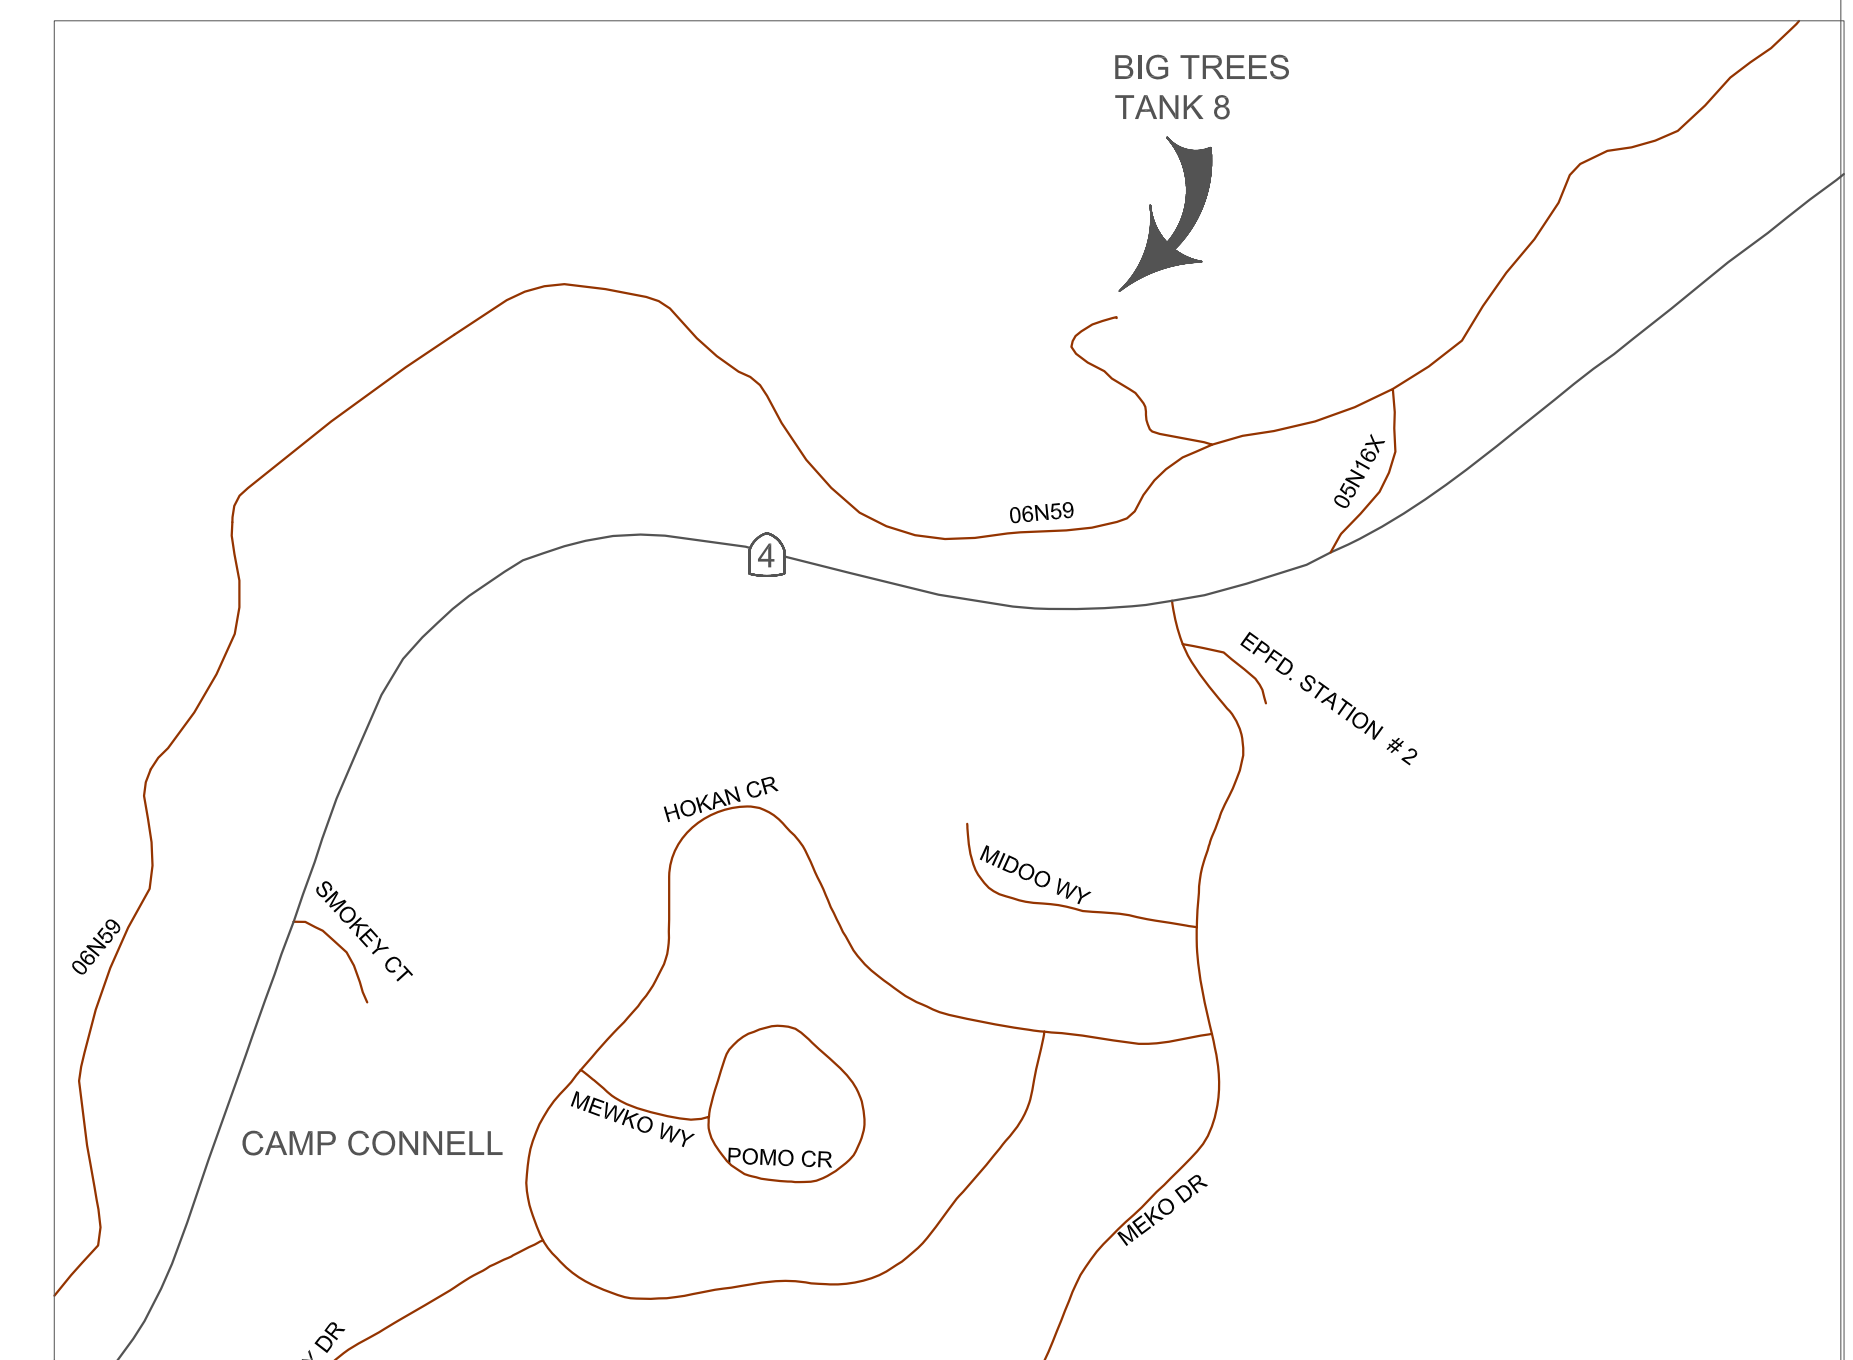 BIG TREES
TANK 8
05N16X
06N59
4
EPFD. STATION # 2
HOKAN CR
MIDOO WY
SMOKEY CT
06N59
MEWKO WY
CAMP CONNELL
POMO CR
MEKO DR
DR